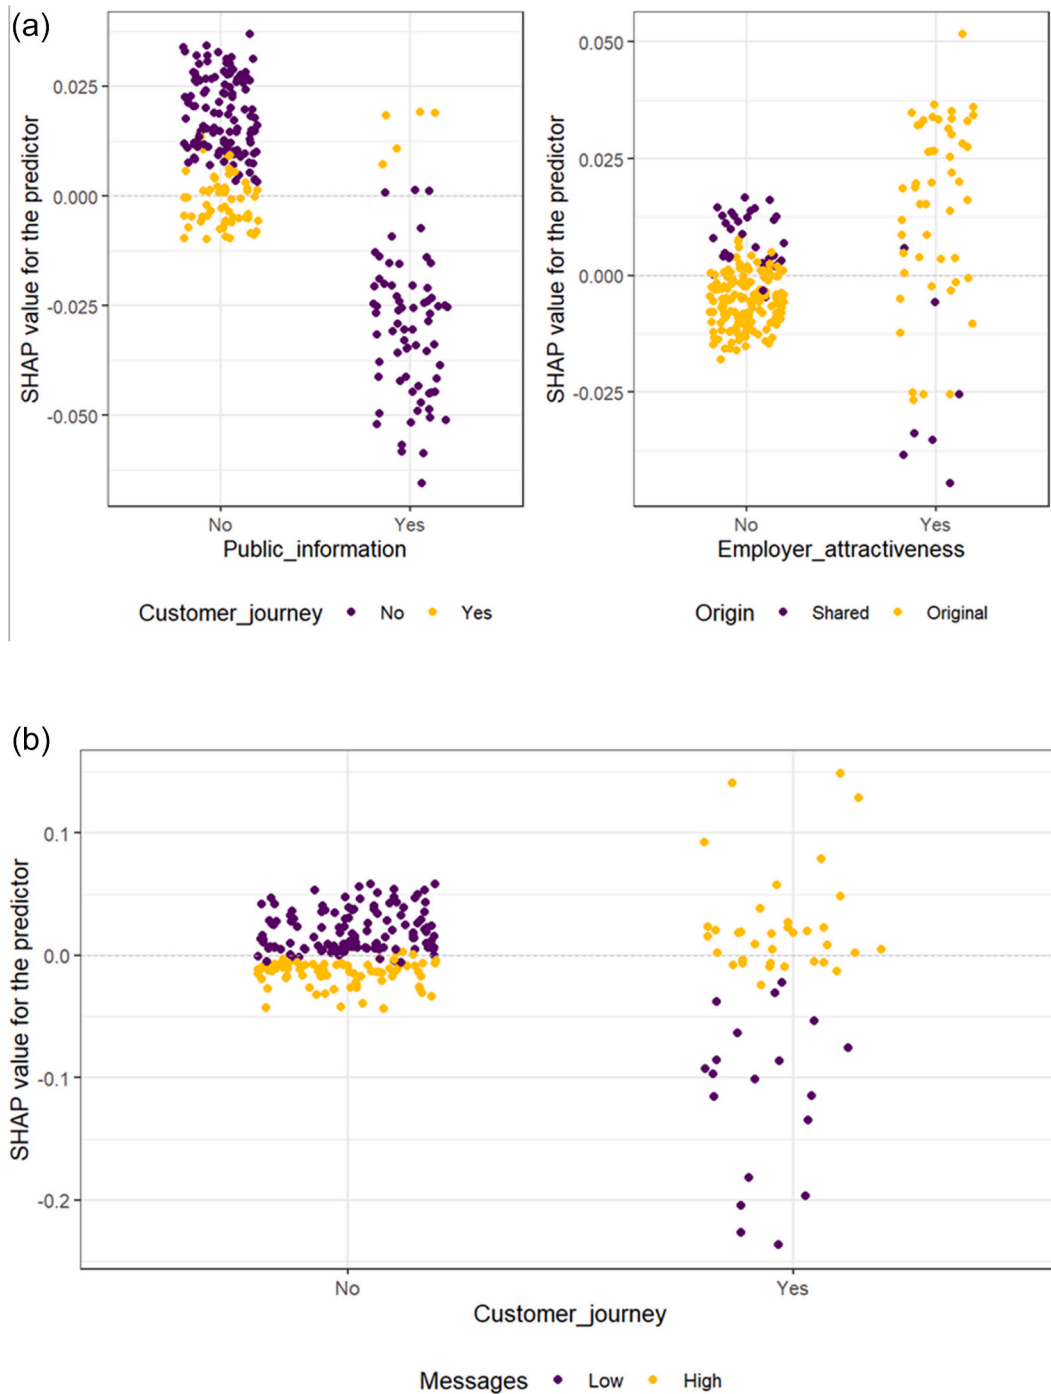 (a)
SHAP value for the predictor
0.025
0.000
-0.025
-0.050
No Yes
Public_information
Customer_journey No Yes
SHAP value for the predictor
0.050
0.025
0.000
-0.025
No Yes
Employer_attractiveness
Origin Shared Original
(b)
SHAP value for the predictor
0.1
0.0
-0.1
-0.2
No Yes
Customer_journey
Messages Low High